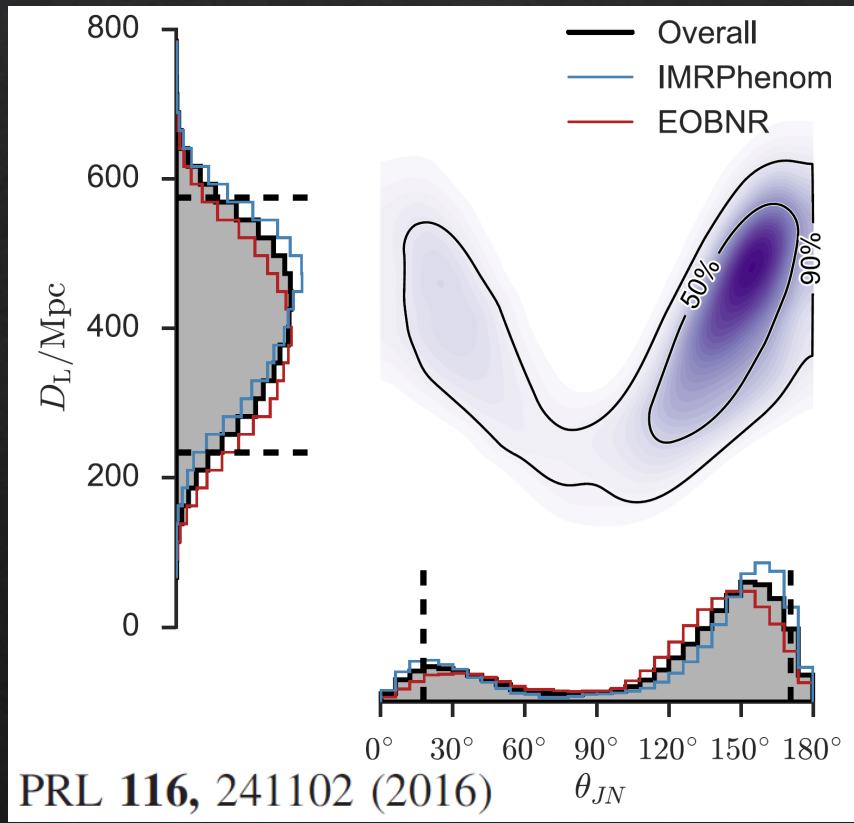 800
600
400
200
0
D_L/Mpc
Overall
IMRPhenom
EOBNR
50%
90%
0° 30° 60° 90° 120° 150° 180°
θ_JN
PRL 116, 241102 (2016)